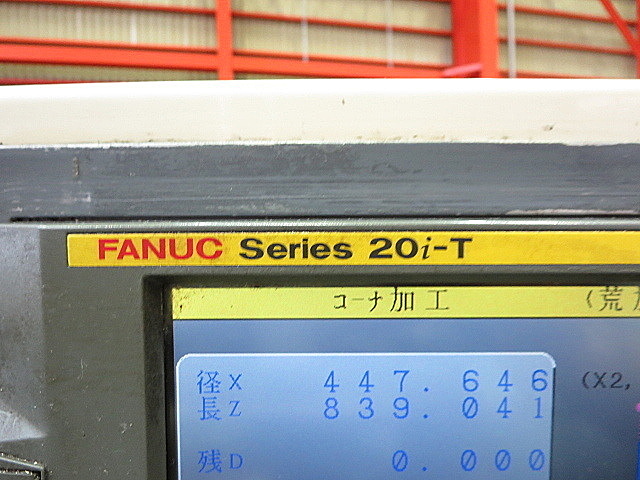 FANUC Series 20i-T
コーナ加工 (荒
径X 447.646 (X2,
長Z 839.041
残D 0.000